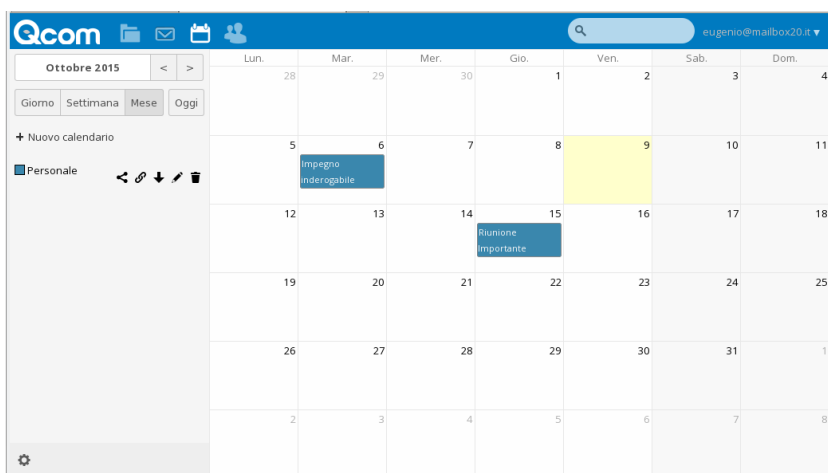 Qcom
eugenio@mailbox20.it ▼
Ottobre 2015 < >
Giorno Settimana Mese Oggi
+ Nuovo calendario
Personale
Lun. Mar. Mer. Gio. Ven. Sab. Dom.
28 29 30 1 2 3 4
5 6 7 8 9 10 11
Impegno
inderogabile
12 13 14 15 16 17 18
Riunione
Importante
19 20 21 22 23 24 25
26 27 28 29 30 31 1
2 3 4 5 6 7 8